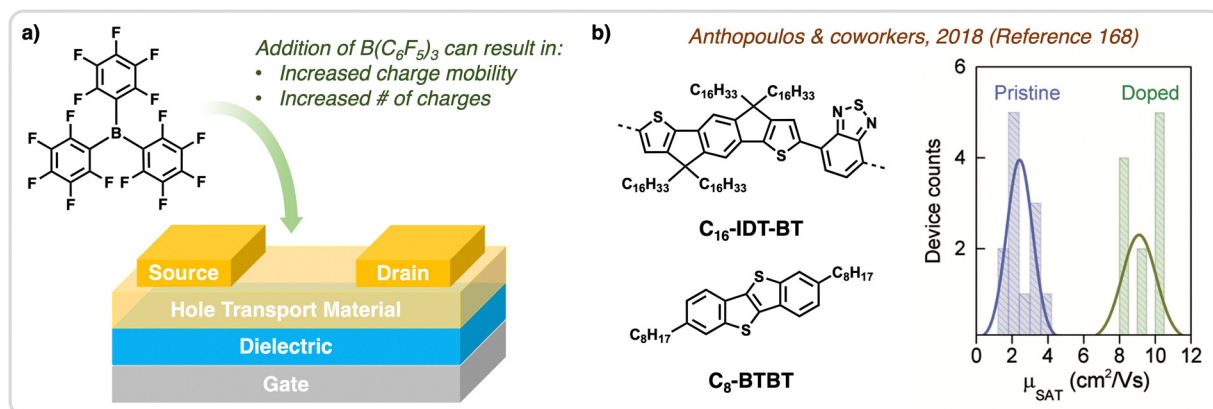 a)
F
F
F
F
F
F
F
F
B
F
F
F
F
F
F
F
Addition of B(C6F5)3 can result in:
• Increased charge mobility
• Increased # of charges
Source
Drain
Hole Transport Material
Dielectric
Gate
b)
Anthopoulos & coworkers, 2018 (Reference 168)
C16H33
C16H33
S
N
S
N
S
C16H33
C16H33
C16-IDT-BT
S
C8H17
S
C8H17
C8-BTBT
Pristine
Doped
Device counts
6
4
2
0
2
4
6
8
10
12
μSAT (cm²/Vs)